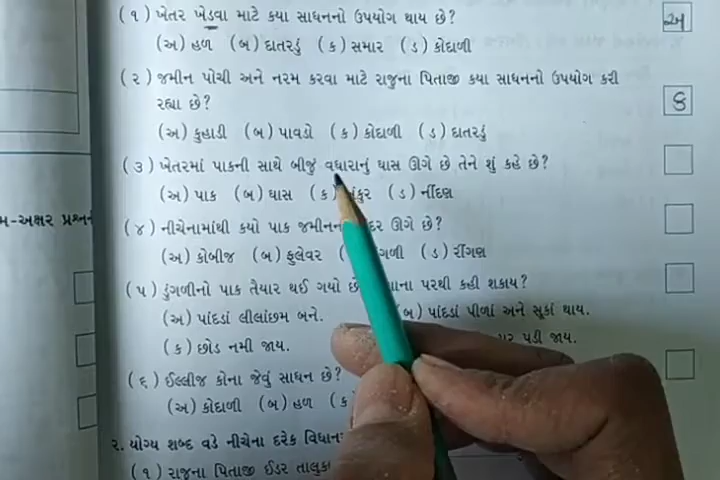 (૧) ખેતર ખેડવા માટે કયા સાધનનો ઉપયોગ થાય છે? અ
(અ) હળ (બ) દાતરડું (ક) સમાર (ડ) કોદાળી
(૨) જમીન પોચી અને નરમ કરવા માટે રાજુના પિતાજી કયા સાધનનો ઉપયોગ કરી
રહ્યા છે? ક
(અ) કુહાડી (બ) પાવડો (ક) કોદાળી (ડ) દાતરડું
(૩) ખેતરમાં પાકની સાથે બીજું વધારાનું ઘાસ ઊગે છે તેને શું કહે છે?
(અ) પાક (બ) ઘાસ (ક) અંકુર (ડ) નીંદણ
મ-અક્ષર પ્રશ્ન
(૪) નીચેનામાંથી કયો પાક જમીનની અંદર ઊગે છે?
(અ) કોબીજ (બ) ફુલેવર ( ગળી (ડ) રીંગણ
(૫) ડુંગળીનો પાક તૈયાર થઈ ગયો છે પરથી કહી શકાય?
(અ) પાંદડાં લીલાંછમ બને. (બ) પાંદડાં પીળાં અને સૂકાં થાય.
(ક) છોડ નમી જાય. પર પડી જાય.
(૬) ઈલ્લીજ કોના જેવું સાધન છે?
(અ) કોદાળી (બ) હળ (ક
૨. યોગ્ય શબ્દ વડે નીચેના દરેક વિધાન
(૧) રાજુના પિતાજી ઈડર તાલુકા